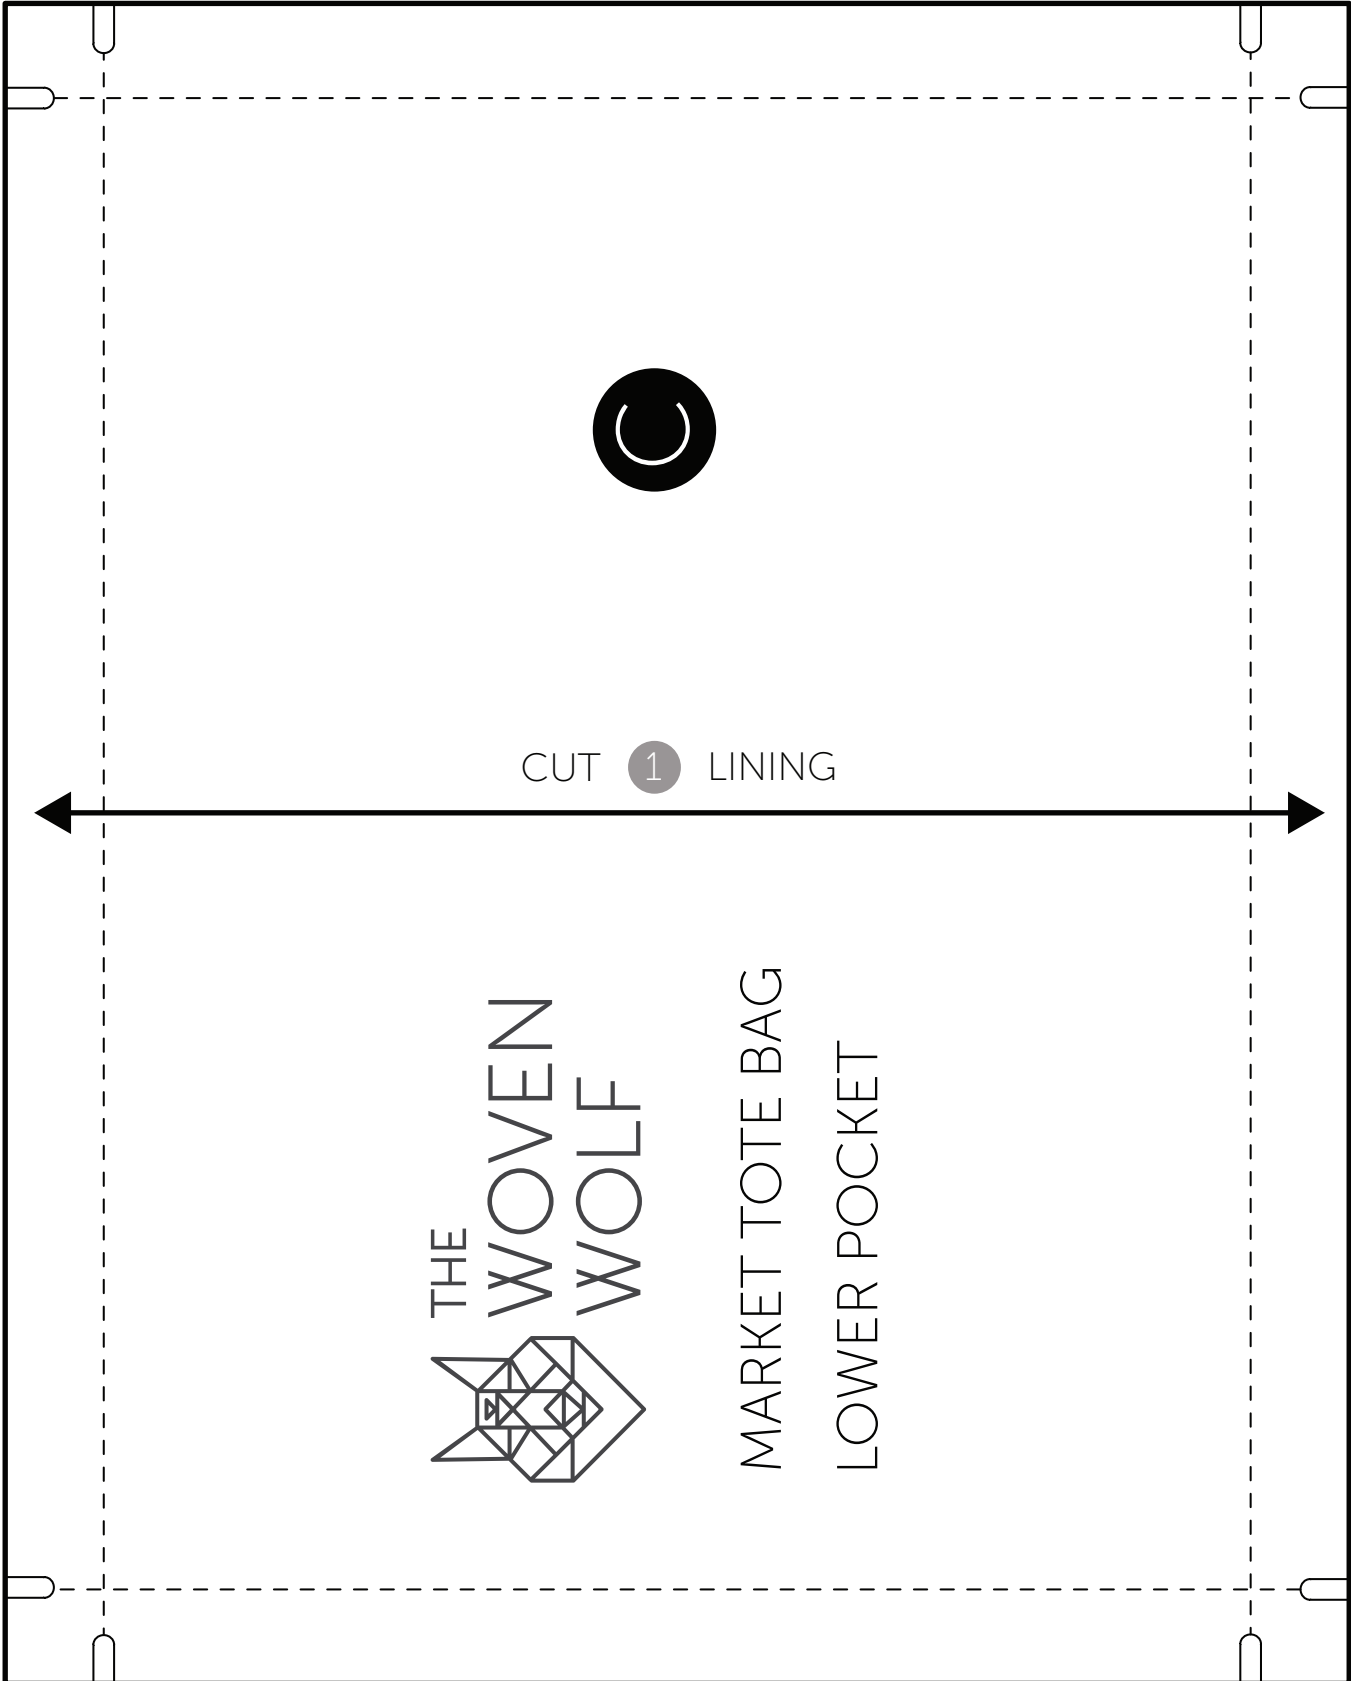 C
CUT 1 LINING
THE
WOVEN
WOLF
MARKET TOTE BAG
LOWER POCKET